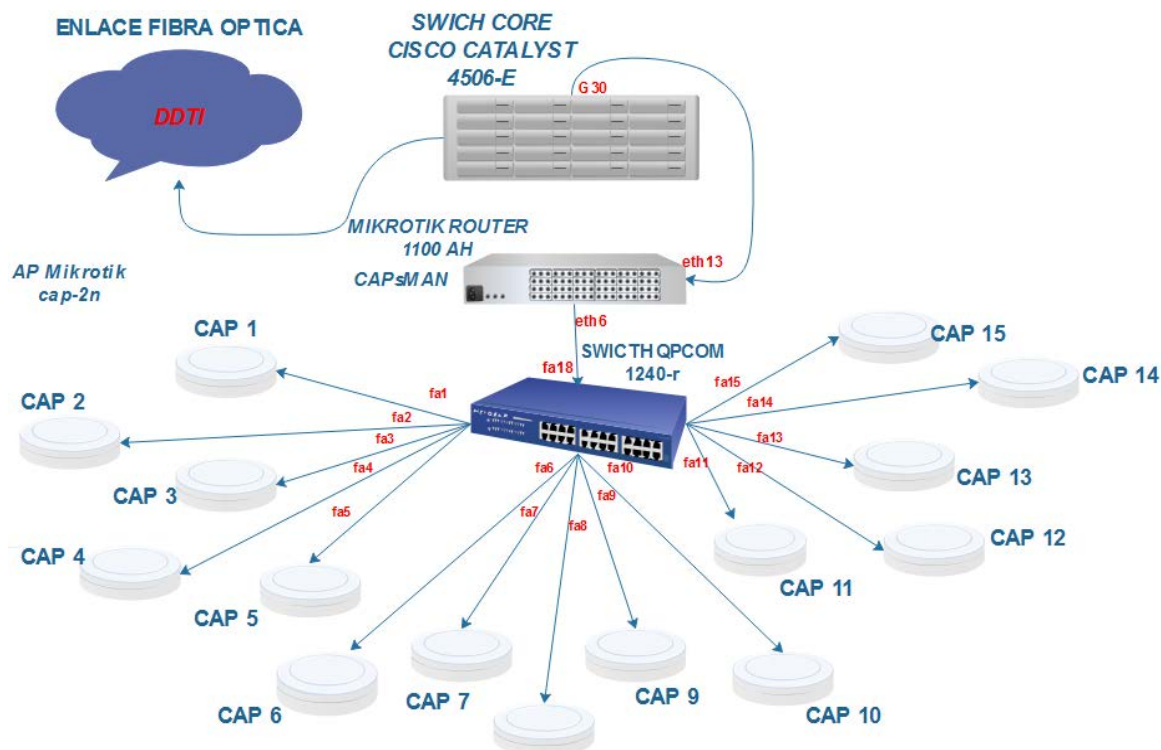 ENLACE FIBRA OPTICA
DDTI
SWICH CORE
CISCO CATALYST
4506-E
G30
MIKROTIK ROUTER
1100 AH
CAPsMAN
eth13
AP Mikrotik
cap-2n
eth6
SWICTH QPCOM
1240-r
fa18
CAP 1
CAP 2
CAP 3
CAP 4
CAP 5
CAP 6
CAP 7
CAP 9
CAP 10
CAP 11
CAP 12
CAP 13
CAP 14
CAP 15
fa1
fa2
fa3
fa4
fa5
fa6
fa7
fa8
fa9
fa10
fa11
fa12
fa13
fa14
fa15